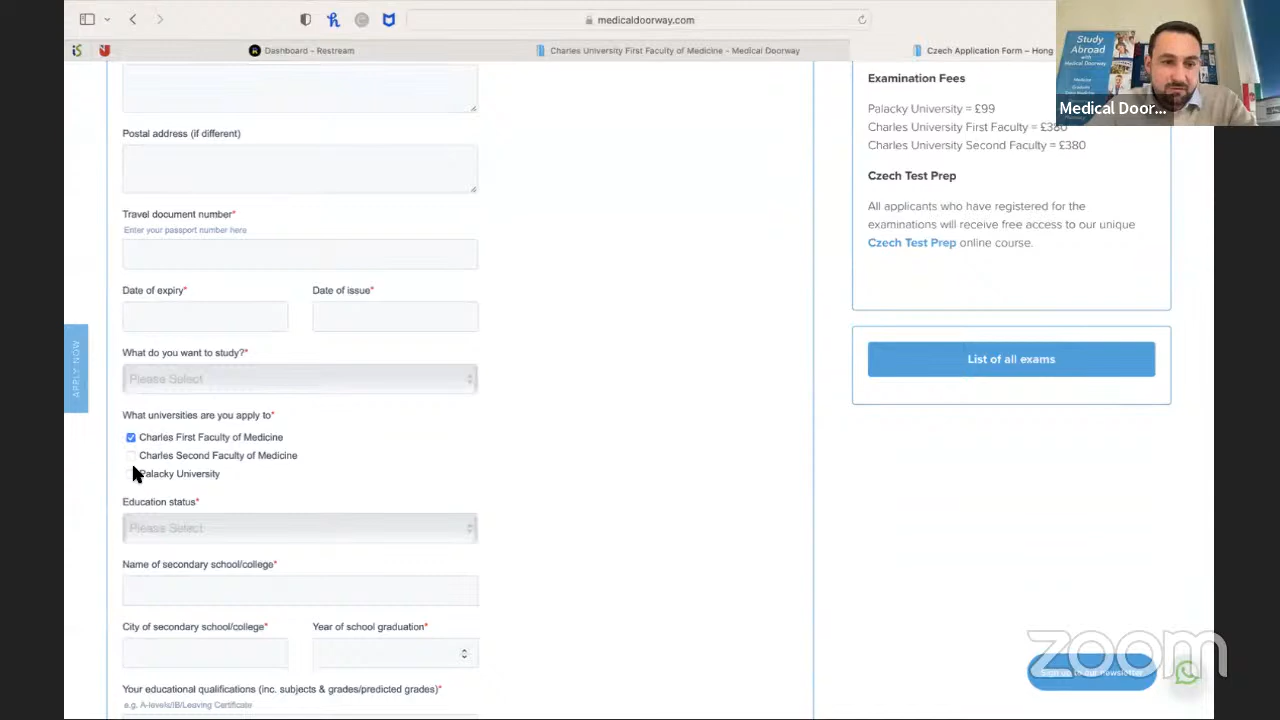 medicaldoorway.com
Dashboard - Restream
Charles University First Faculty of Medicine - Medical Doorway
Czech Application Form – Hong
Study
Abroad
with
Medical Doorway
Medical Door...
Postal address (if different)
Travel document number*
Enter your passport number here
Date of expiry*
Date of issue*
What do you want to study?*
Please Select
What universities are you apply to*
Charles First Faculty of Medicine
Charles Second Faculty of Medicine
Palacky University
Education status*
Please Select
Name of secondary school/college*
City of secondary school/college*
Year of school graduation*
Your educational qualifications (inc. subjects & grades/predicted grades)*
e.g. A-levels/IB/Leaving Certificate
APPLY NOW
Examination Fees
Palacky University = £99
Charles University First Faculty = £380
Charles University Second Faculty = £380
Czech Test Prep
All applicants who have registered for the
examinations will receive free access to our unique
Czech Test Prep online course.
List of all exams
zoom
Sign up to our newsletter